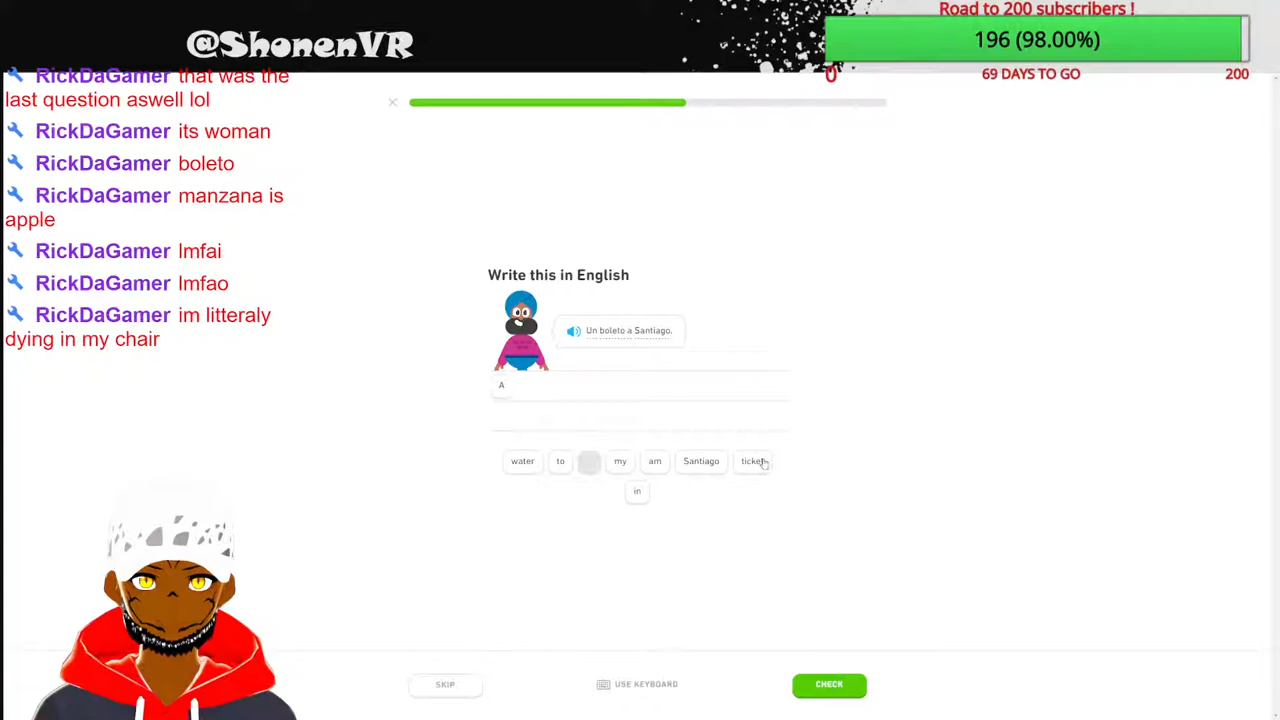 Road to 200 subscribers !
@ShonenVR
196 (98.00%)
0
69 DAYS TO GO
200
RickDaGamer that was the
last question aswell lol
RickDaGamer its woman
RickDaGamer boleto
RickDaGamer manzana is
apple
RickDaGamer lmfai
RickDaGamer lmfao
RickDaGamer im litteraly
dying in my chair
Write this in English
Un boleto a Santiago.
A
water to my am Santiago ticket
in
SKIP
USE KEYBOARD
CHECK